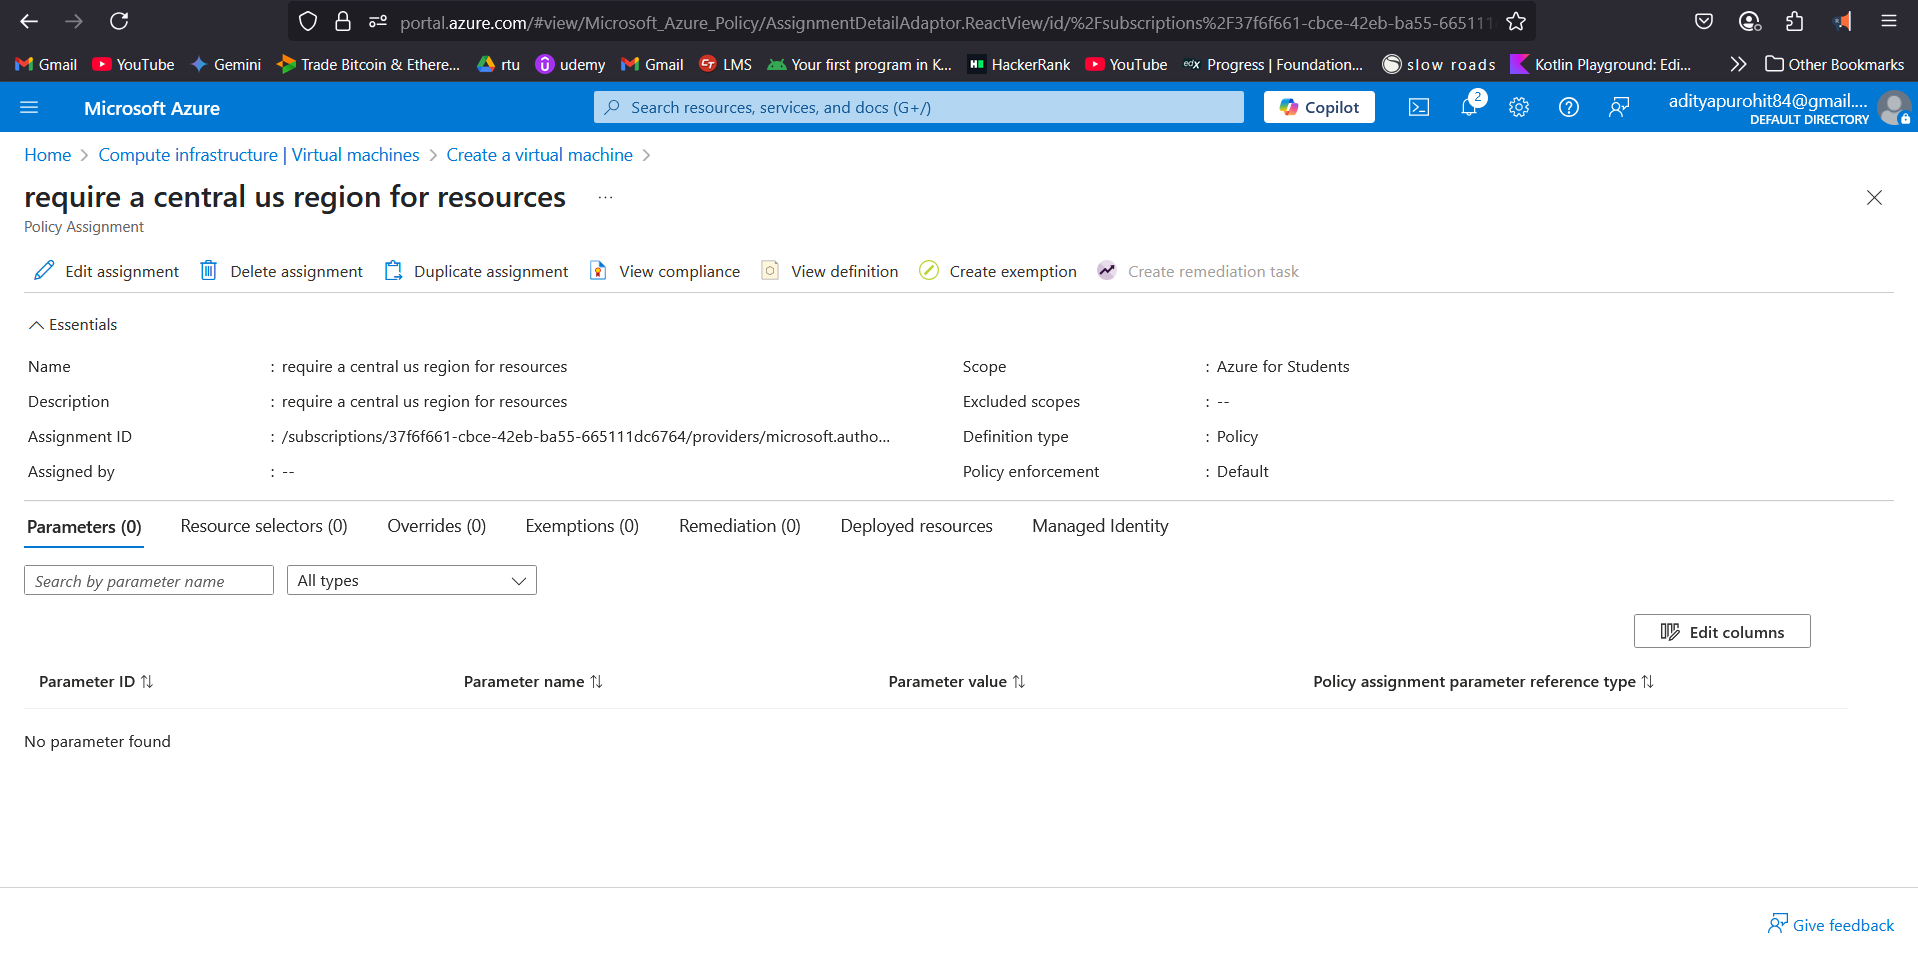 portal.azure.com/#view/Microsoft_Azure_Policy/AssignmentDetailAdaptor.ReactView/id/%2Fsubscriptions%2F37f6f661-cbce-42eb-ba55-665111
Gmail YouTube Gemini Trade Bitcoin & Ethere... rtu udemy Gmail LMS Your first program in K... HackerRank YouTube edX Progress | Foundation... slow roads Kotlin Playground: Edi... Other Bookmarks
Microsoft Azure Search resources, services, and docs (G+/) Copilot 2 adityapurohit84@gmail....
DEFAULT DIRECTORY
Home > Compute infrastructure | Virtual machines > Create a virtual machine >
require a central us region for resources ...
Policy Assignment
Edit assignment Delete assignment Duplicate assignment View compliance View definition Create exemption Create remediation task
Essentials
Name : require a central us region for resources Scope : Azure for Students
Description : require a central us region for resources Excluded scopes : --
Assignment ID : /subscriptions/37f6f661-cbce-42eb-ba55-665111dc6764/providers/microsoft.autho... Definition type : Policy
Assigned by : -- Policy enforcement : Default
Parameters (0) Resource selectors (0) Overrides (0) Exemptions (0) Remediation (0) Deployed resources Managed Identity
Search by parameter name All types
Edit columns
Parameter ID Parameter name Parameter value Policy assignment parameter reference type
No parameter found
Give feedback